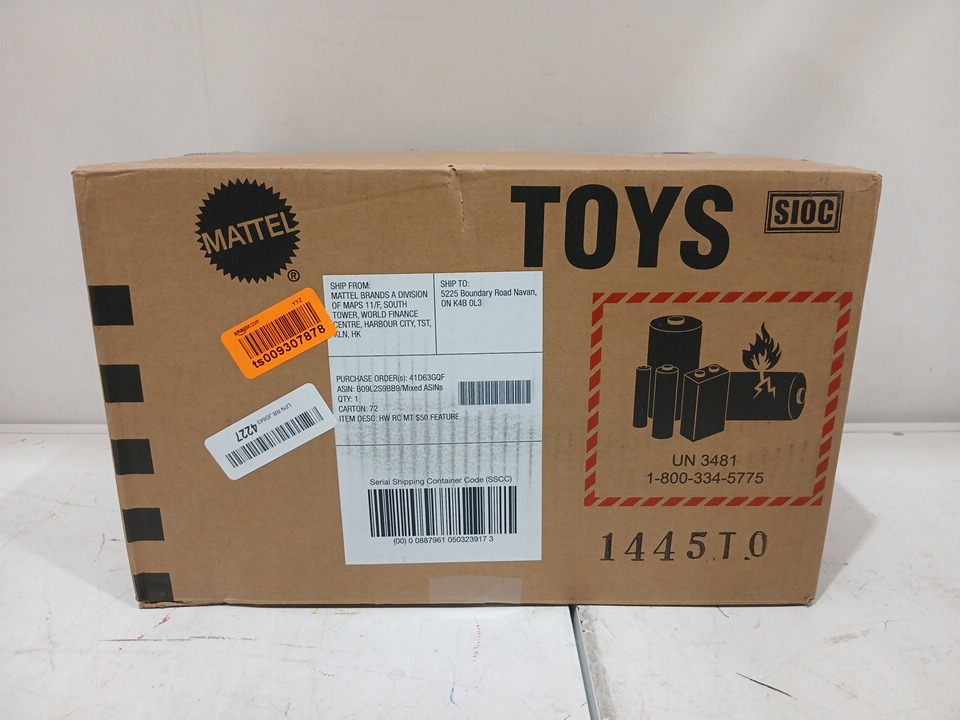 MATTEL
®
TOYS
SIOC
SHIP FROM:
MATTEL BRANDS A DIVISION
OF MAPS 11/F, SOUTH
TOWER, WORLD FINANCE
CENTRE, HARBOUR CITY, TST,
KLN, HK
SHIP TO:
5225 Boundary Road Navan,
ON K4B 0L3
YYZ
amazon.com
ts009307878
PURCHASE ORDER(s): 41D63GQF
ASIN: B09L2S9BB9/Mixed ASINs
QTY: 1
CARTON: 72
ITEM DESC: HW RC MT $50 FEATURE
4227
Serial Shipping Container Code (SSCC)
(00) 0 0887961 050323917 3
UN 3481
1-800-334-5775
1445T0